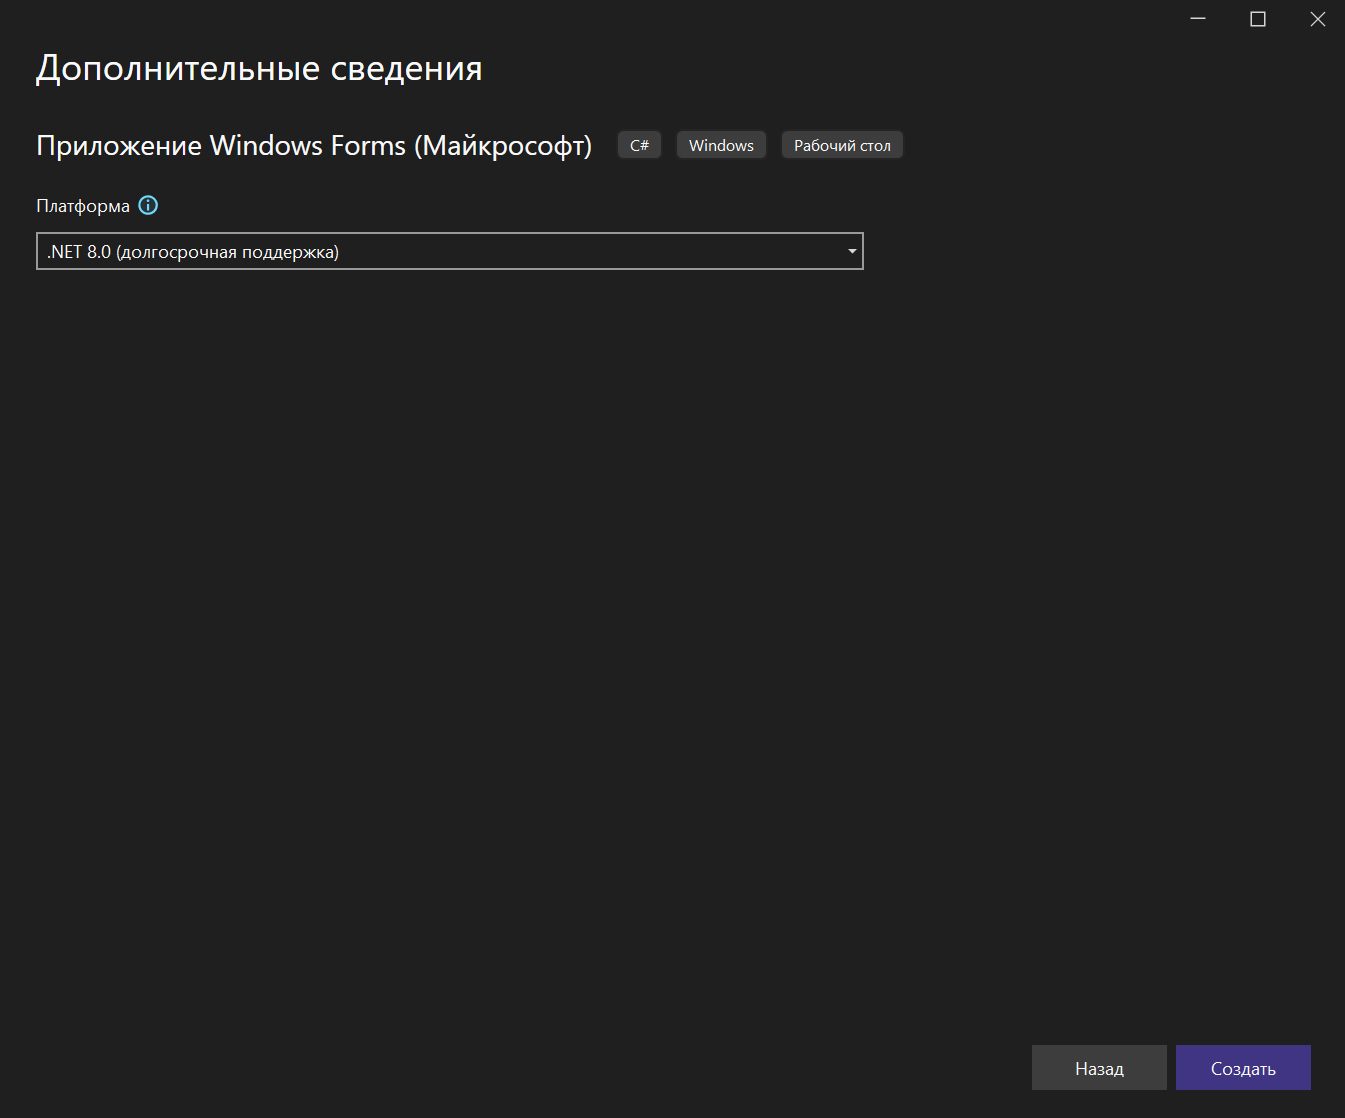 Дополнительные сведения
Приложение Windows Forms (Майкрософт) C# Windows Рабочий стол
Платформа
.NET 8.0 (долгосрочная поддержка)
Назад Создать